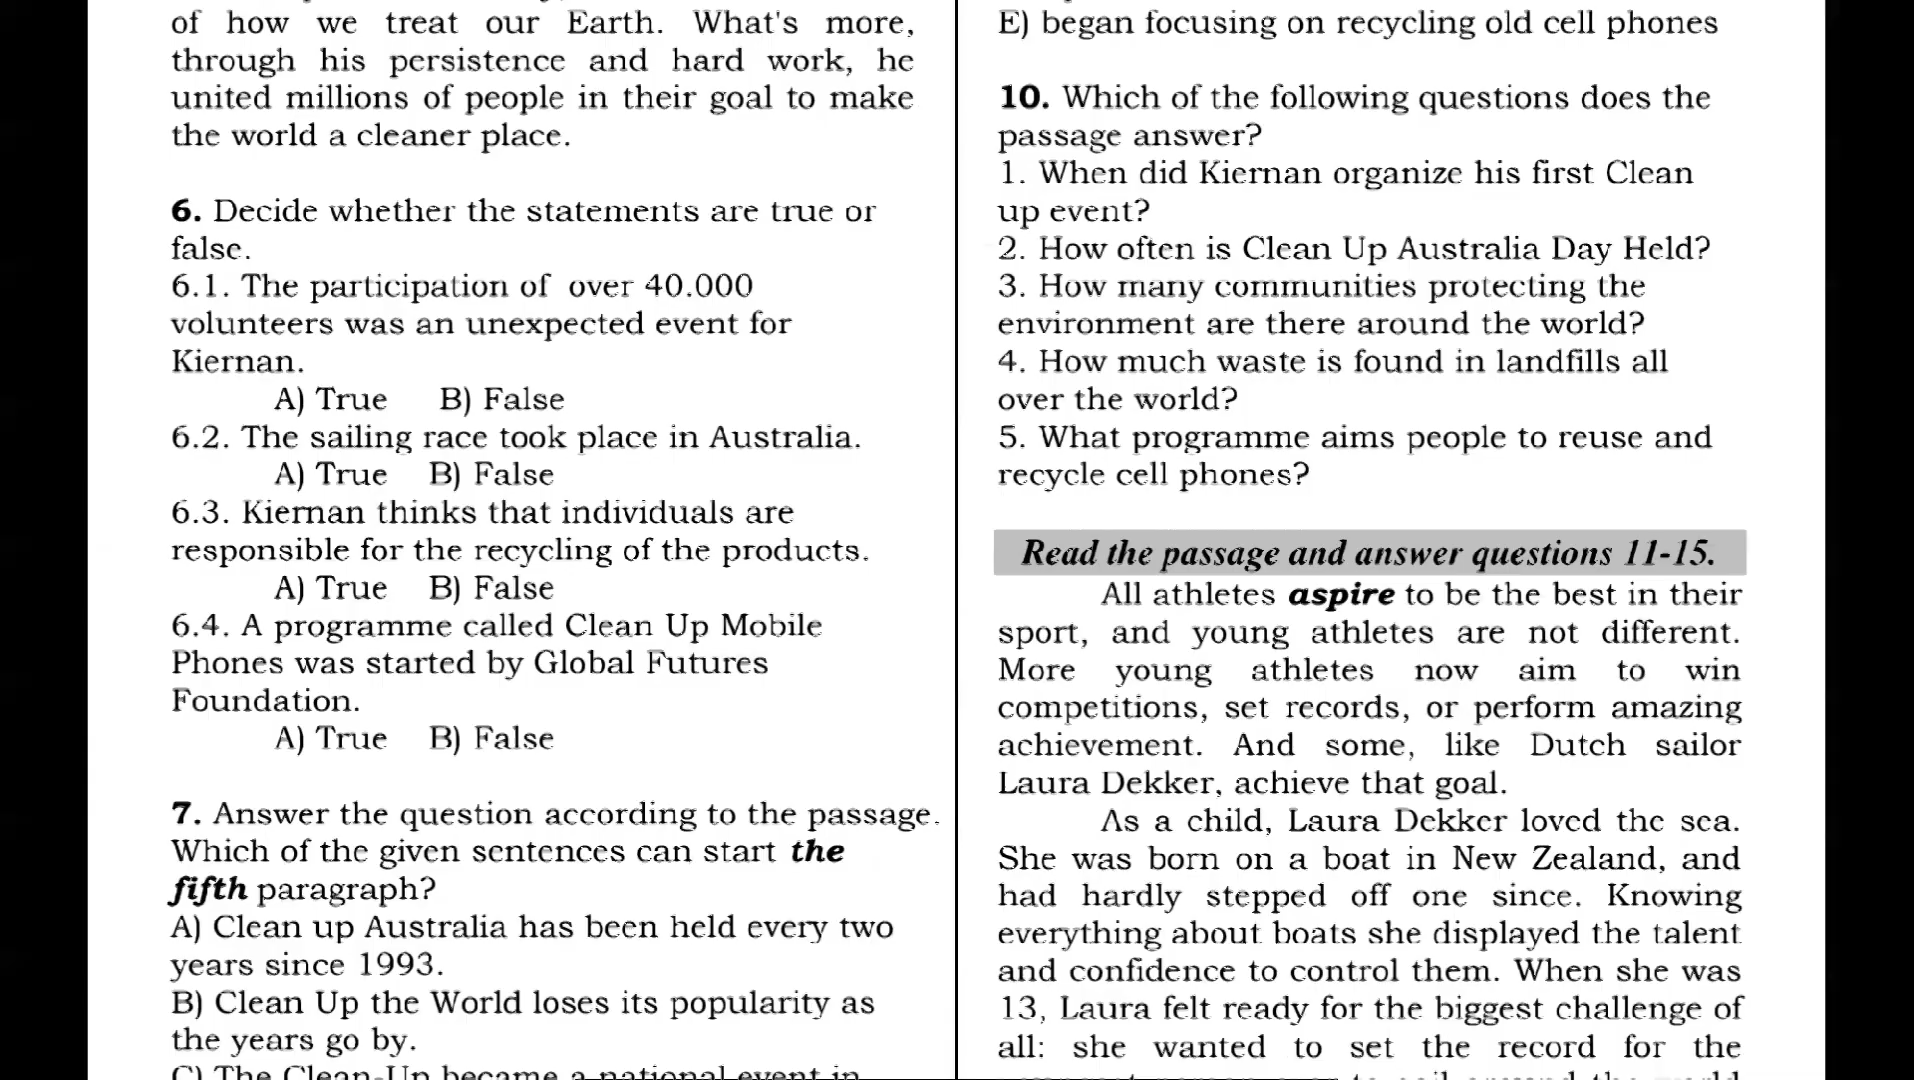 of how we treat our Earth. What's more,
through his persistence and hard work, he
united millions of people in their goal to make
the world a cleaner place.
6. Decide whether the statements are true or
false.
6.1. The participation of over 40.000
volunteers was an unexpected event for
Kiernan.
A) True B) False
6.2. The sailing race took place in Australia.
A) True B) False
6.3. Kiernan thinks that individuals are
responsible for the recycling of the products.
A) True B) False
6.4. A programme called Clean Up Mobile
Phones was started by Global Futures
Foundation.
A) True B) False
7. Answer the question according to the passage.
Which of the given sentences can start the
fifth paragraph?
A) Clean up Australia has been held every two
years since 1993.
B) Clean Up the World loses its popularity as
the years go by.
C) The Clean-Up became a national event in
E) began focusing on recycling old cell phones
10. Which of the following questions does the
passage answer?
1. When did Kiernan organize his first Clean
up event?
2. How often is Clean Up Australia Day Held?
3. How many communities protecting the
environment are there around the world?
4. How much waste is found in landfills all
over the world?
5. What programme aims people to reuse and
recycle cell phones?
Read the passage and answer questions 11-15.
All athletes aspire to be the best in their
sport, and young athletes are not different.
More young athletes now aim to win
competitions, set records, or perform amazing
achievement. And some, like Dutch sailor
Laura Dekker, achieve that goal.
As a child, Laura Dekker loved the sea.
She was born on a boat in New Zealand, and
had hardly stepped off one since. Knowing
everything about boats she displayed the talent
and confidence to control them. When she was
13, Laura felt ready for the biggest challenge of
all: she wanted to set the record for the